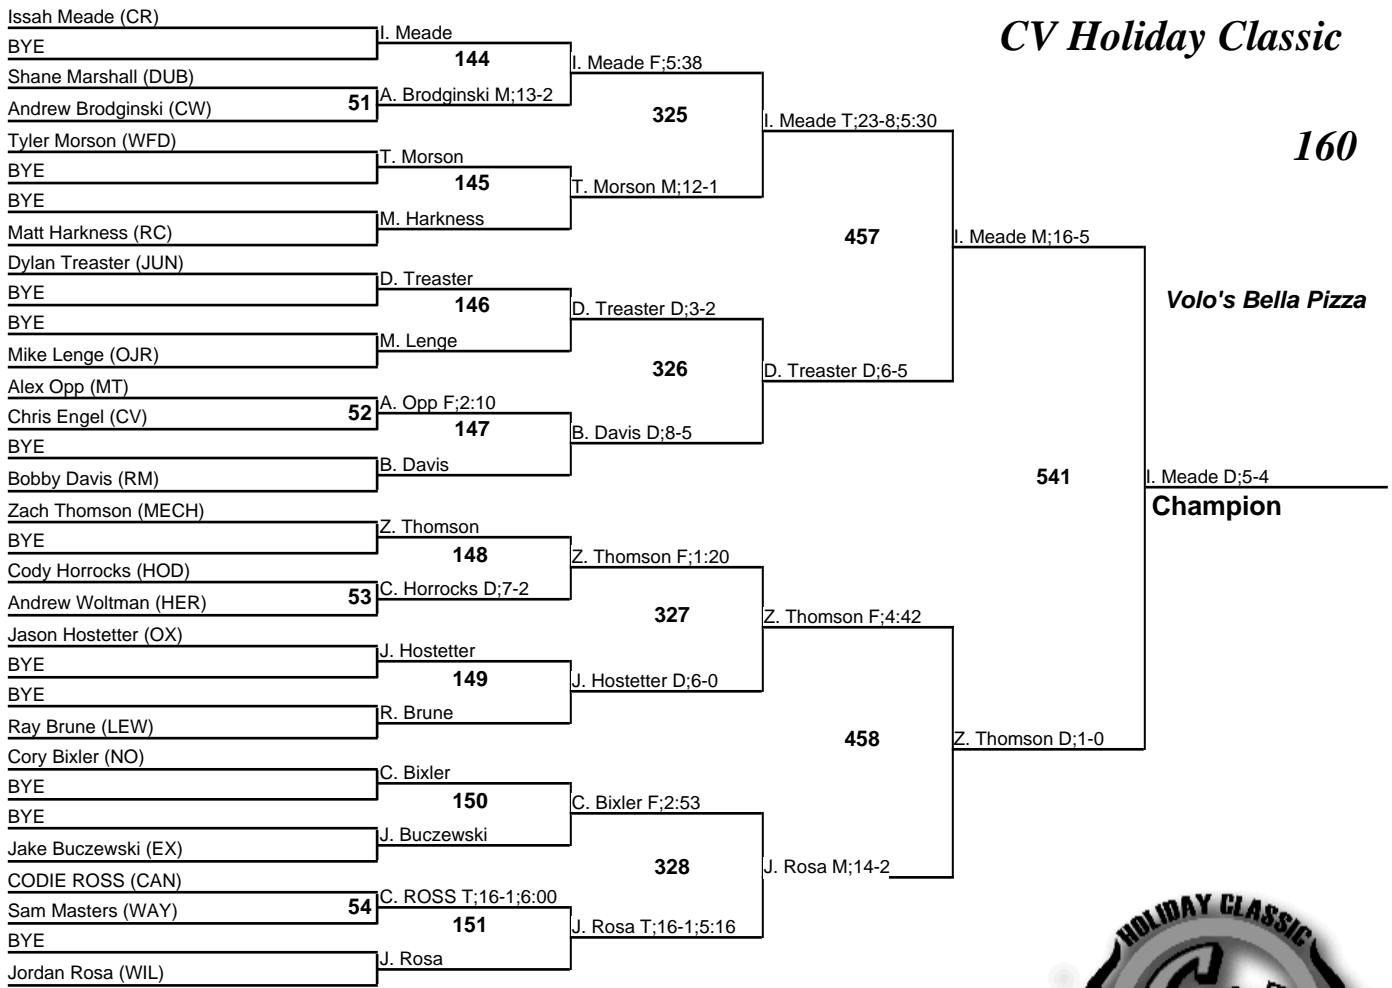 CV Holiday Classic
160
Volo's Bella Pizza
Issah Meade (CR)
BYE
Shane Marshall (DUB)
Andrew Brodginski (CW)
Tyler Morson (WFD)
BYE
BYE
Matt Harkness (RC)
Dylan Treaster (JUN)
BYE
BYE
Mike Lenge (OJR)
Alex Opp (MT)
Chris Engel (CV)
BYE
Bobby Davis (RM)
Zach Thomson (MECH)
BYE
Cody Horrocks (HOD)
Andrew Woltman (HER)
Jason Hostetter (OX)
BYE
BYE
Ray Brune (LEW)
Cory Bixler (NO)
BYE
BYE
Jake Buczewski (EX)
CODIE ROSS (CAN)
Sam Masters (WAY)
BYE
Jordan Rosa (WIL)
51
52
53
54
I. Meade
144
A. Brodginski M;13-2
T. Morson
145
M. Harkness
D. Treaster
146
M. Lenge
A. Opp F;2:10
147
B. Davis
Z. Thomson
148
C. Horrocks D;7-2
J. Hostetter
149
R. Brune
C. Bixler
150
J. Buczewski
C. ROSS T;16-1;6:00
151
J. Rosa
I. Meade F;5:38
325
T. Morson M;12-1
D. Treaster D;3-2
326
B. Davis D;8-5
Z. Thomson F;1:20
327
J. Hostetter D;6-0
C. Bixler F;2:53
328
J. Rosa T;16-1;5:16
I. Meade T;23-8;5:30
457
D. Treaster D;6-5
Z. Thomson F;4:42
458
J. Rosa M;14-2
I. Meade M;16-5
541
Z. Thomson D;1-0
I. Meade D;5-4
Champion
HOLIDAY CLASSIC